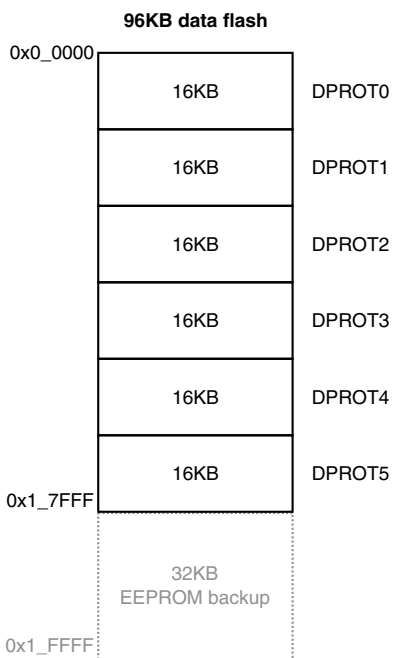 96KB data flash
0x0_0000
16KB DPROT0
16KB DPROT1
16KB DPROT2
16KB DPROT3
16KB DPROT4
16KB DPROT5
0x1_7FFF
32KB
EEPROM backup
0x1_FFFF